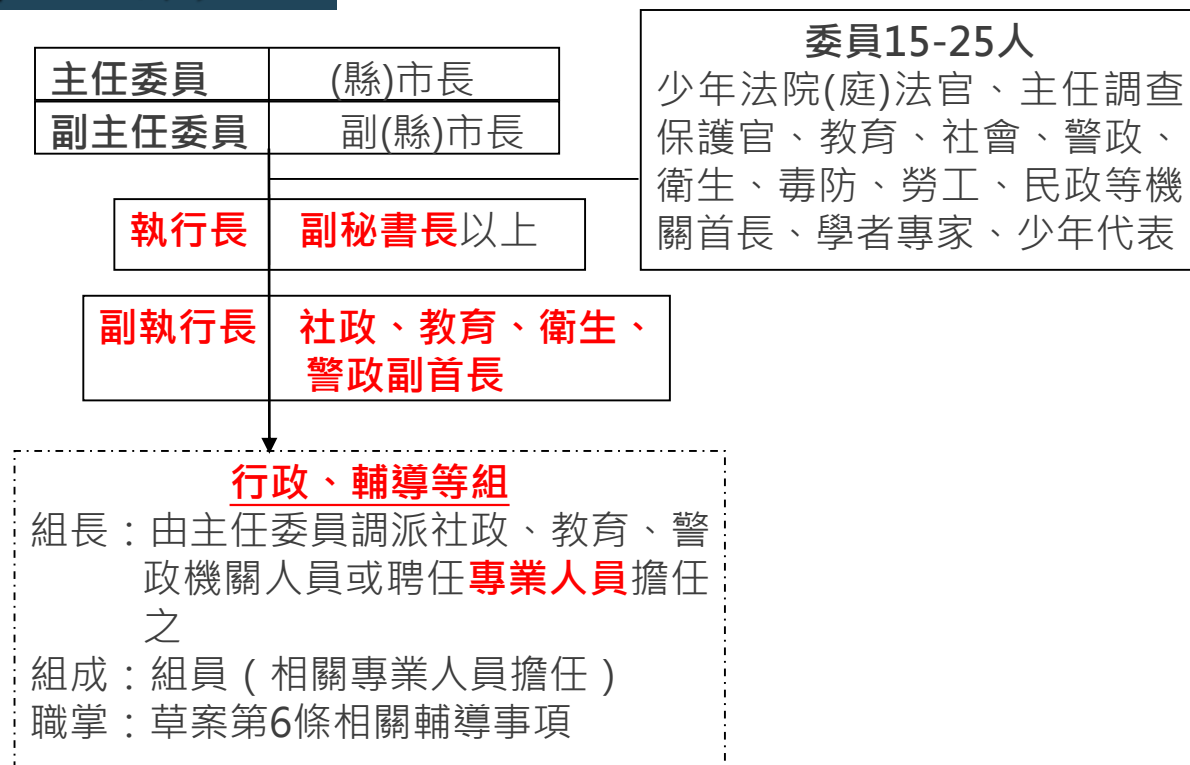 主任委員 (縣)市長
副主任委員 副(縣)市長
委員15-25人
少年法院(庭)法官、主任調查
保護官、教育、社會、警政、
衛生、毒防、勞工、民政等機
關首長、學者專家、少年代表
執行長 副秘書長以上
副執行長 社政、教育、衛生、
警政副首長
行政、輔導等組
組長：由主任委員調派社政、教育、警
政機關人員或聘任專業人員擔任
之
組成：組員(相關專業人員擔任)
職掌：草案第6條相關輔導事項